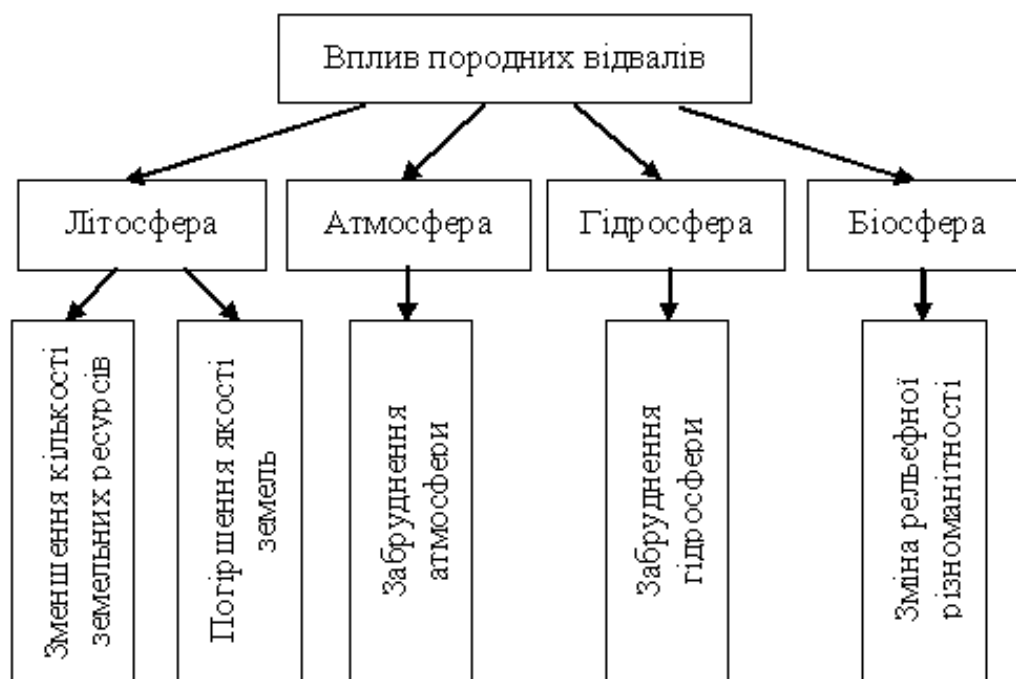 Вплив породних відвалів
Літосфера
Атмосфера
Гідросфера
Біосфера
Зменшення кількості
земельних ресурсів
Погіршення якості
земель
Забруднення
атмосфери
Забруднення
гідросфери
Зміна рельєфної
різноманітності